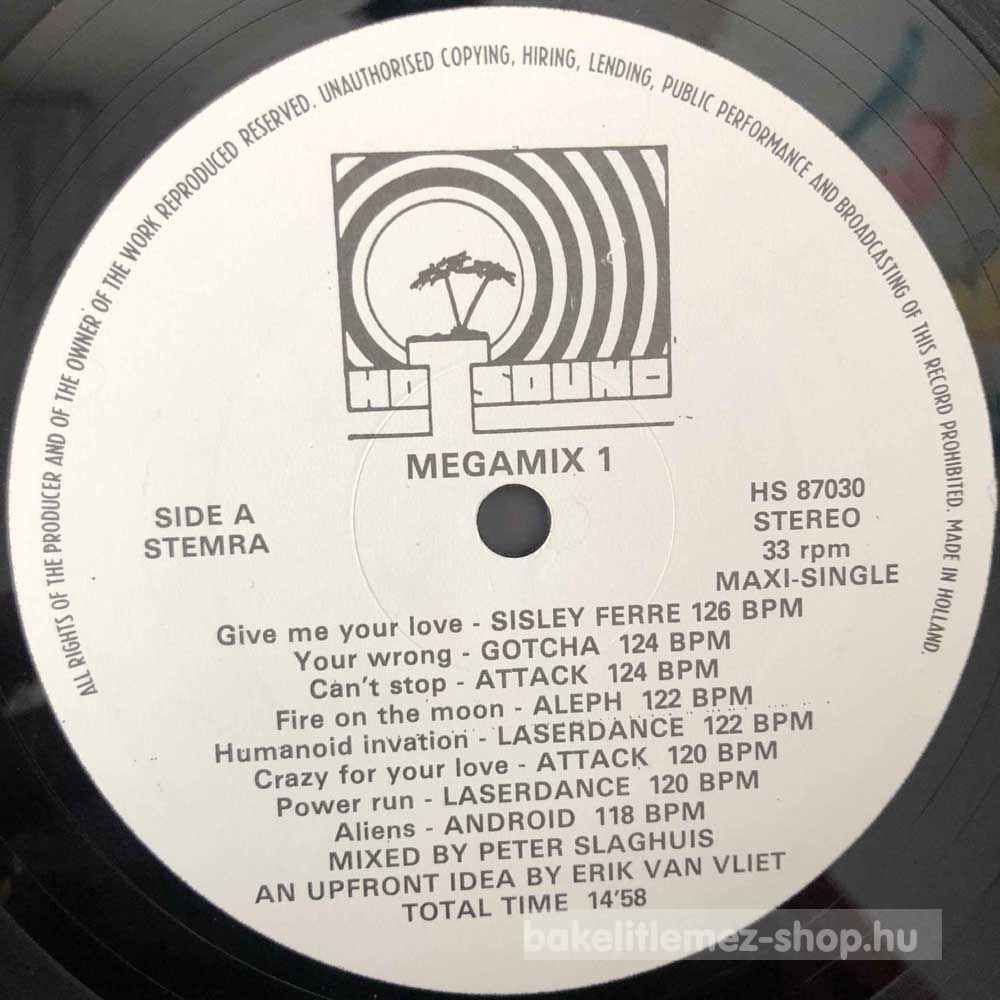 ALL RIGHTS OF THE PRODUCER AND OF THE OWNER OF THE WORK REPRODUCED RESERVED. UNAUTHORISED COPYING, HIRING, LENDING, PUBLIC PERFORMANCE AND BROADCASTING OF THIS RECORD PROHIBITED. MADE IN HOLLAND.
HOT SOUND
MEGAMIX 1
SIDE A
STEMRA
HS 87030
STEREO
33 rpm
MAXI-SINGLE
Give me your love - SISLEY FERRE 126 BPM
Your wrong - GOTCHA 124 BPM
Can't stop - ATTACK 124 BPM
Fire on the moon - ALEPH 122 BPM
Humanoid invation - LASERDANCE 122 BPM
Crazy for your love - ATTACK 120 BPM
Power run - LASERDANCE 120 BPM
Aliens - ANDROID 118 BPM
MIXED BY PETER SLAGHUIS
AN UPFRONT IDEA BY ERIK VAN VLIET
TOTAL TIME 14'58
bakelitlemez-shop.hu